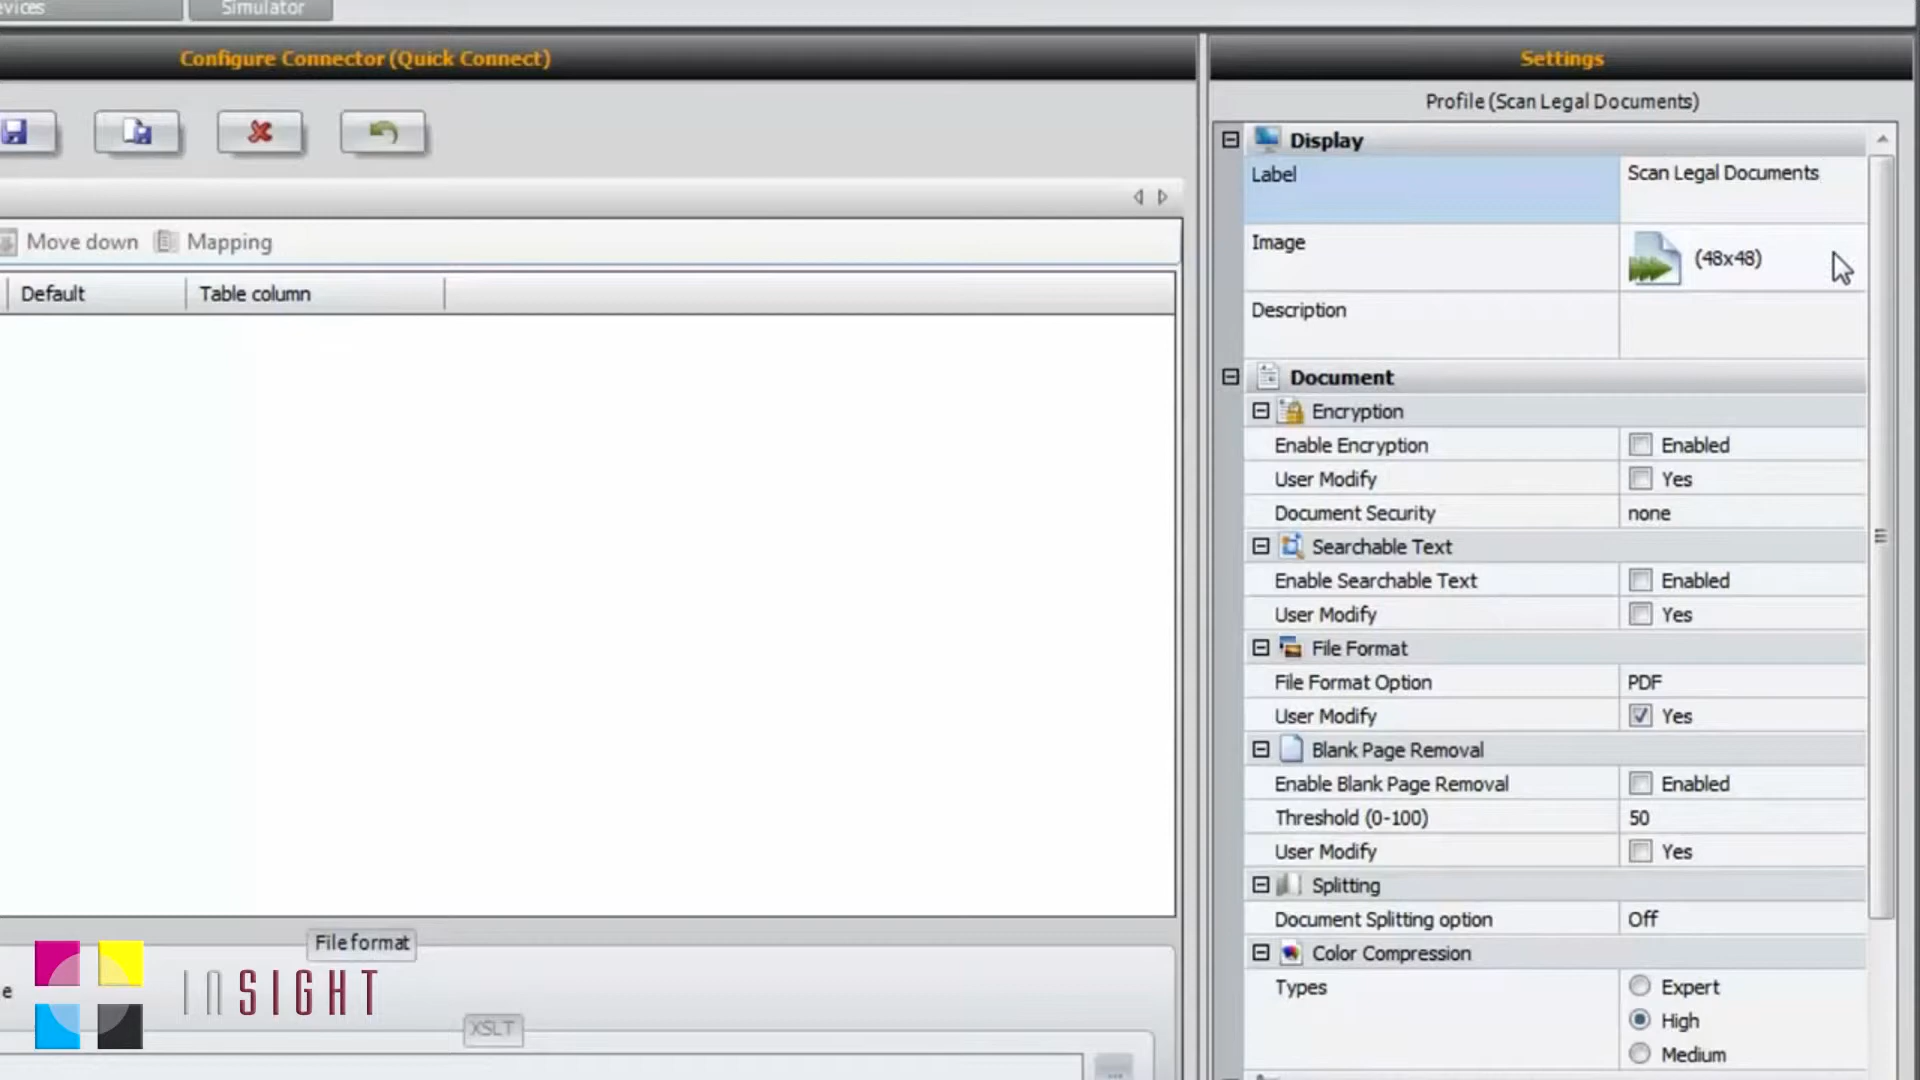 evices
Simulator
Configure Connector (Quick Connect)
Settings
Profile (Scan Legal Documents)
Display
Label
Scan Legal Documents
Image
(48x48)
Description
Move down
Mapping
Default
Table column
Document
Encryption
Enable Encryption
Enabled
User Modify
Yes
Document Security
none
Searchable Text
Enable Searchable Text
Enabled
User Modify
Yes
File Format
File Format Option
PDF
User Modify
Yes
Blank Page Removal
Enable Blank Page Removal
Enabled
Threshold (0-100)
50
User Modify
Yes
Splitting
Document Splitting option
Off
Color Compression
Types
Expert
High
Medium
File format
e
INSIGHT
XSLT
...